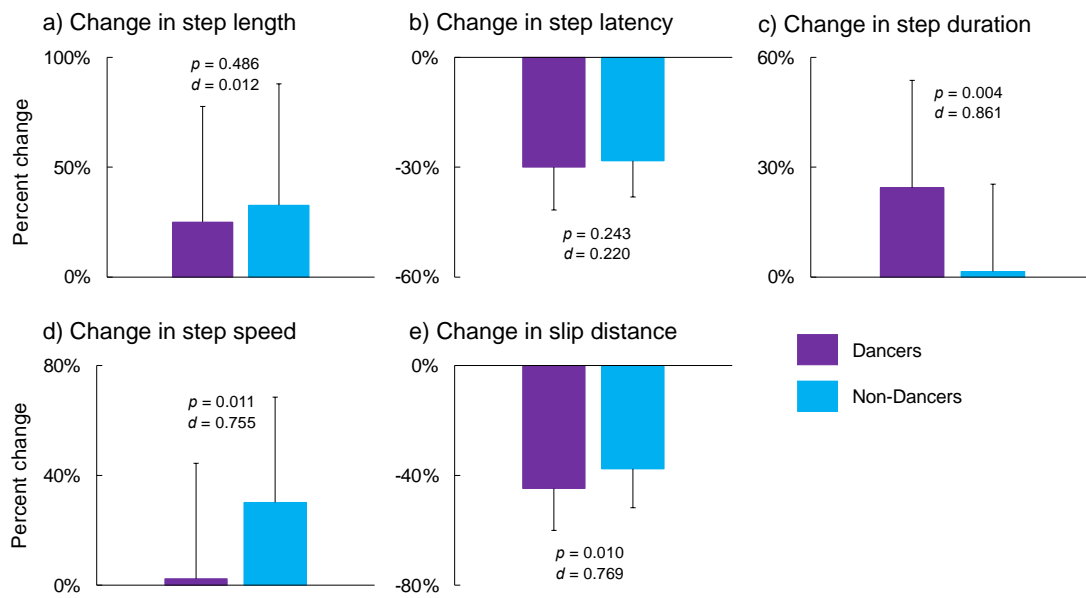 a) Change in step length
100%
50%
0%
Percent change
p = 0.486
d = 0.012
b) Change in step latency
0%
-30%
-60%
p = 0.243
d = 0.220
c) Change in step duration
60%
30%
0%
p = 0.004
d = 0.861
d) Change in step speed
80%
40%
0%
Percent change
p = 0.011
d = 0.755
e) Change in slip distance
0%
-40%
-80%
p = 0.010
d = 0.769
Dancers
Non-Dancers